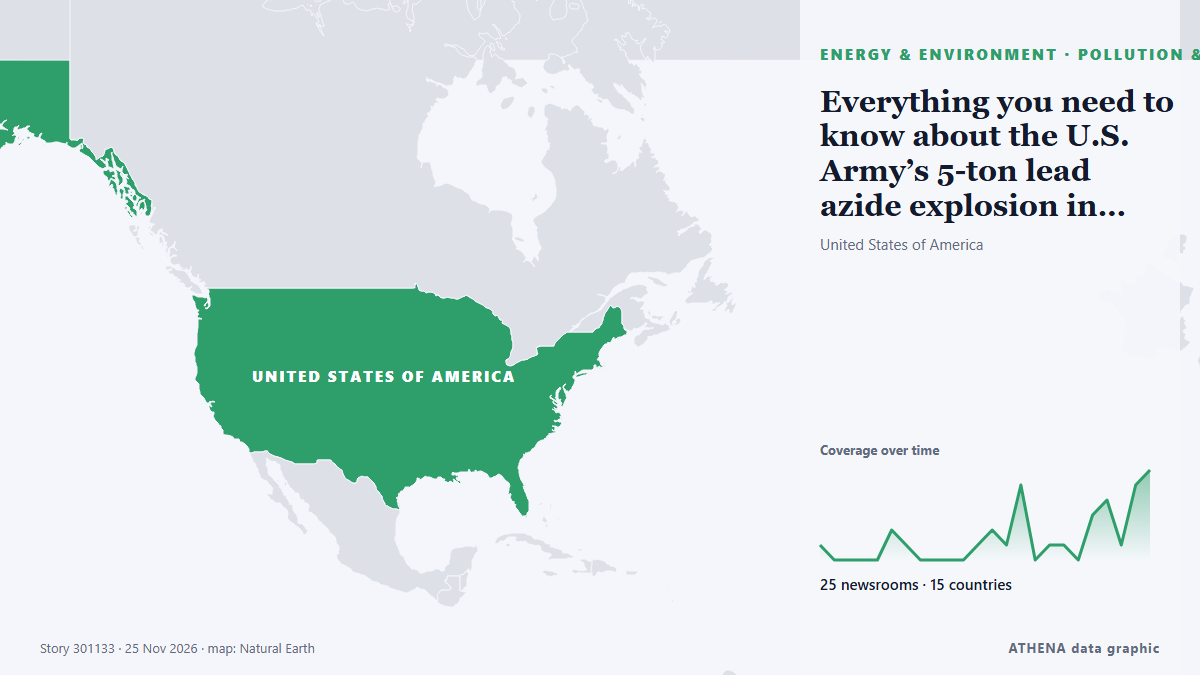 ENERGY & ENVIRONMENT · POLLUTION &
Everything you need to
know about the U.S.
Army’s 5-ton lead
azide explosion in…
United States of America
UNITED STATES OF AMERICA
Coverage over time
25 newsrooms · 15 countries
Story 301133 · 25 Nov 2026 · map: Natural Earth
ATHENA data graphic